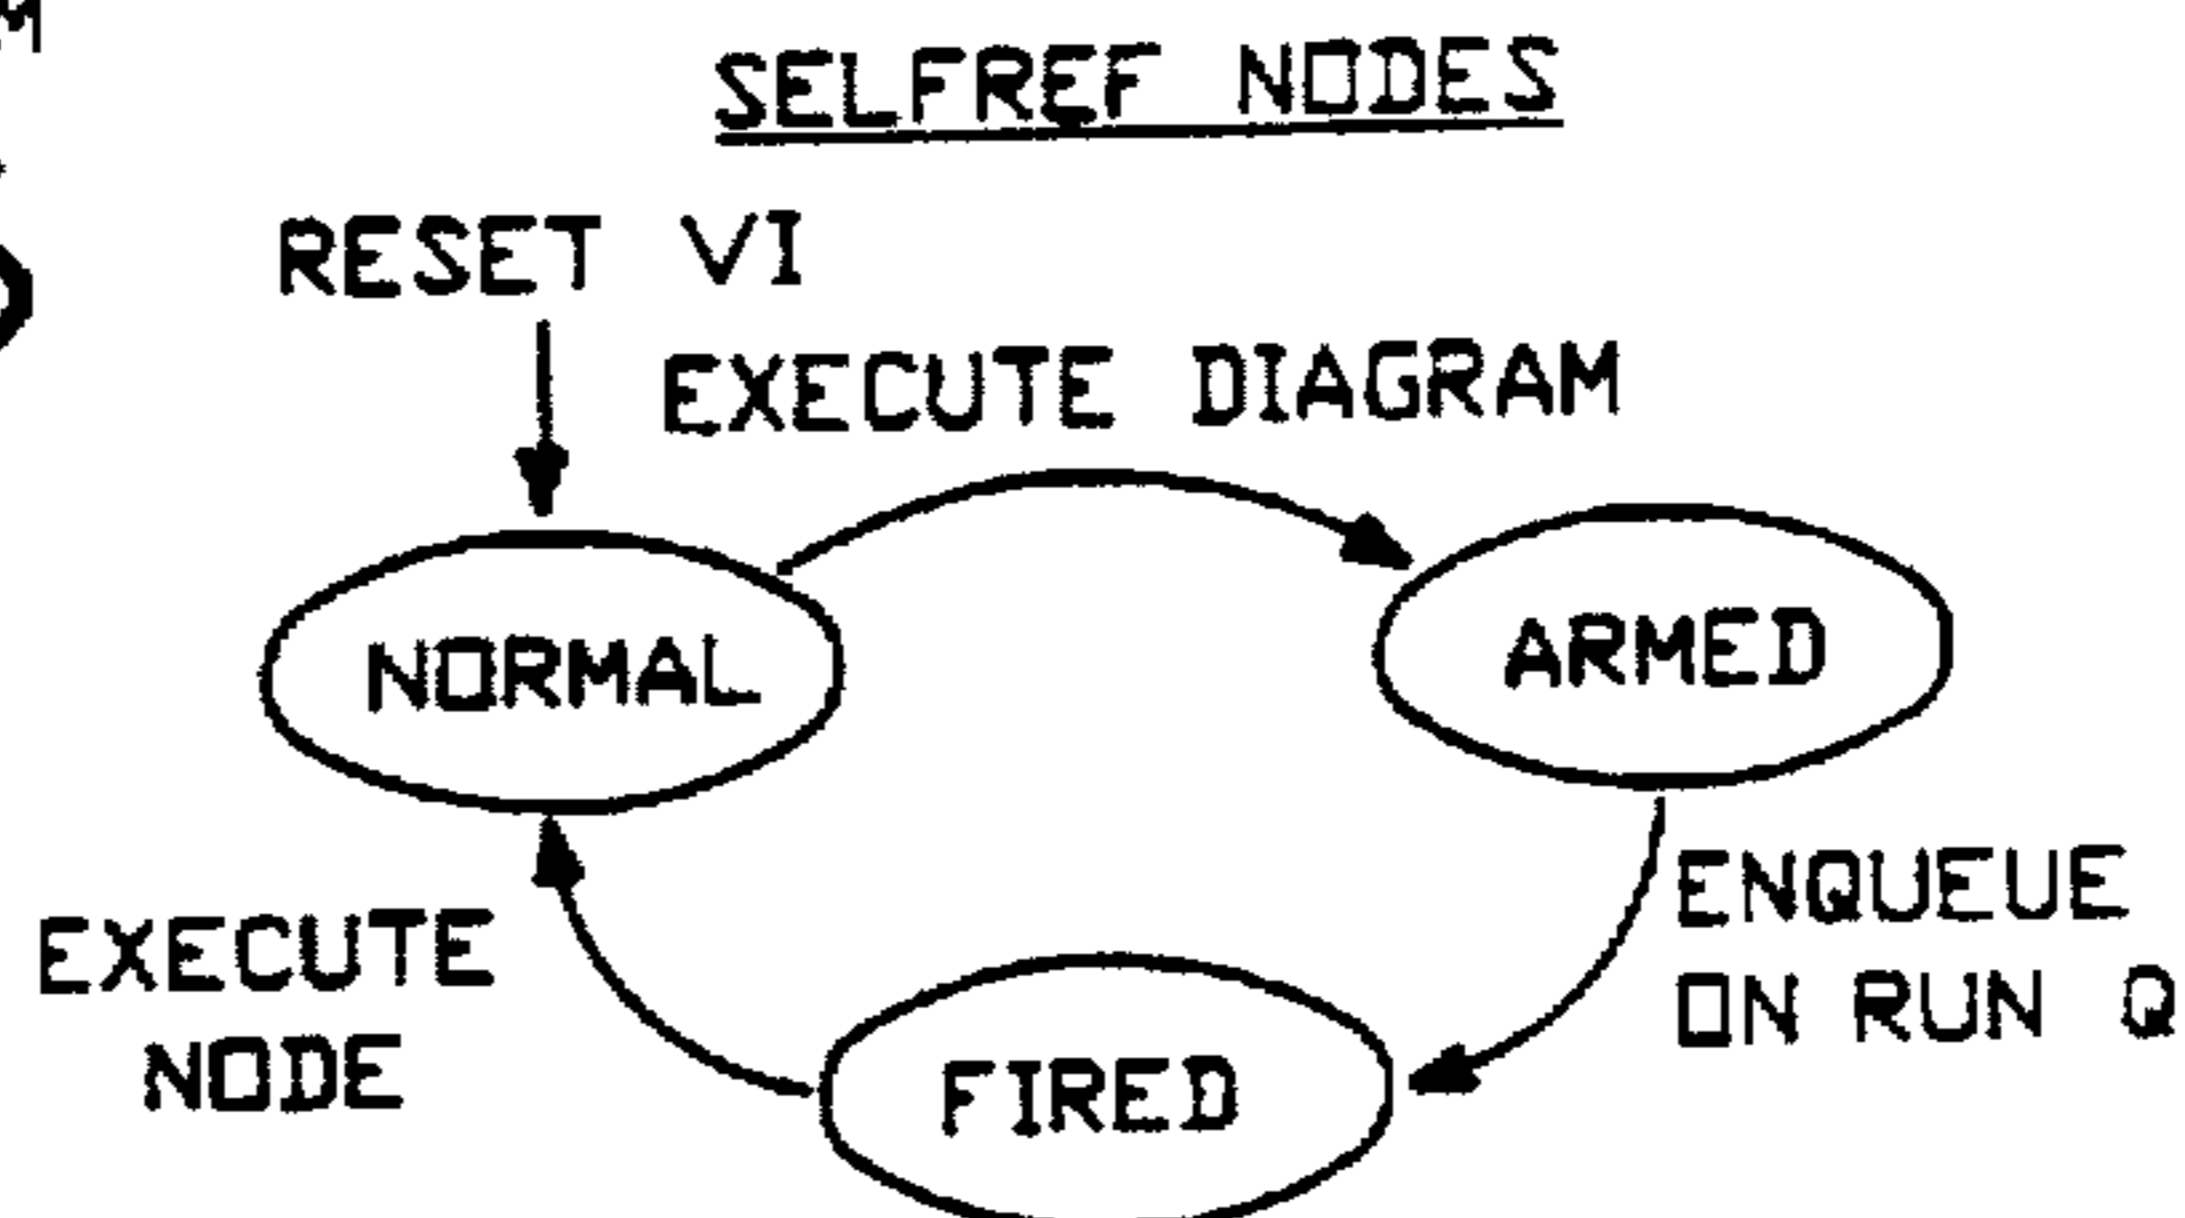 M
SELFREF NODES
RESET VI
EXECUTE DIAGRAM
NORMAL
ARMED
ENQUEUE
ON RUN Q
EXECUTE
NODE
FIRED